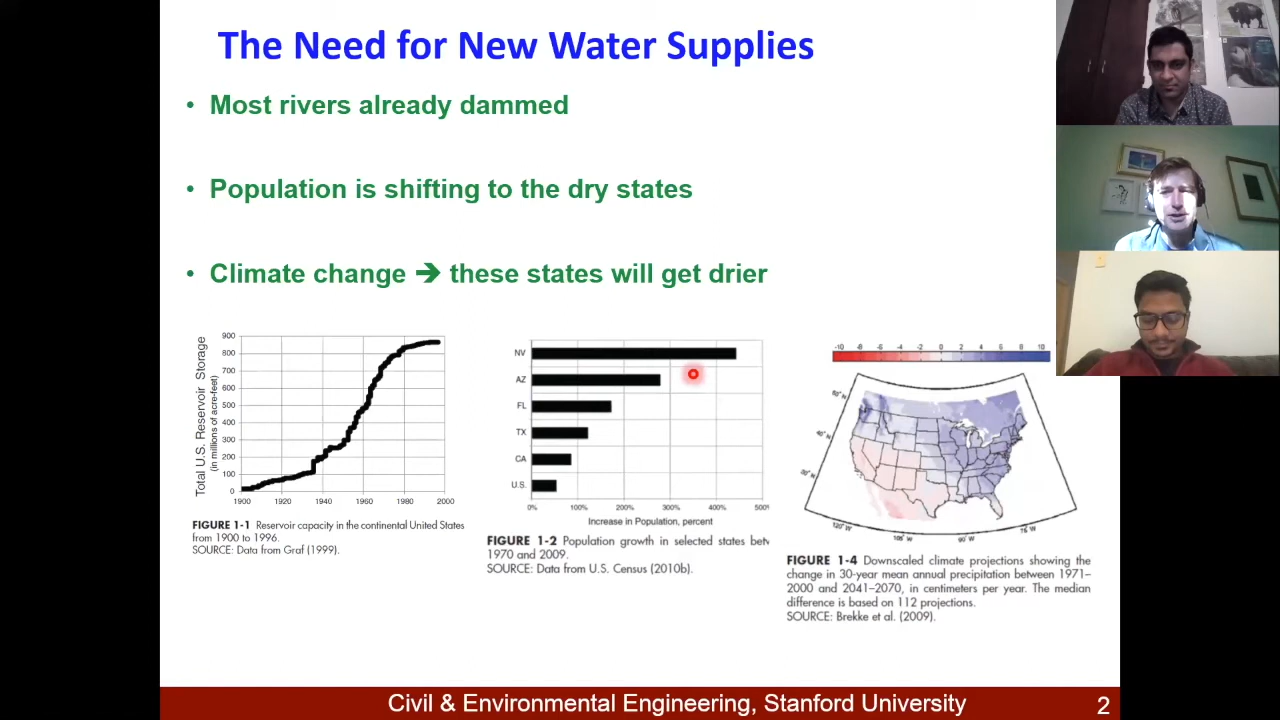 The Need for New Water Supplies
• Most rivers already dammed
• Population is shifting to the dry states
• Climate change ➔ these states will get drier
Total U.S. Reservoir Storage
(in millions of acre-feet)
900
800
700
600
500
400
300
200
100
0
1900 1920 1940 1960 1980 2000
FIGURE 1-1 Reservoir capacity in the continental United States
from 1900 to 1996.
SOURCE: Data from Graf (1999).
NV
AZ
FL
TX
CA
U.S.
0% 100% 200% 300% 400% 500%
Increase in Population, percent
FIGURE 1-2 Population growth in selected states betw
1970 and 2009.
SOURCE: Data from U.S. Census (2010b).
-10 -8 -6 -4 -2 0 2 4 6 8 10
40° N
30° N
120° W 105° W 90° W 75° W
FIGURE 1-4 Downscaled climate projections showing the
change in 30-year mean annual precipitation between 1971–
2000 and 2041–2070, in centimeters per year. The median
difference is based on 112 projections.
SOURCE: Brekke et al. (2009).
Civil & Environmental Engineering, Stanford University
2